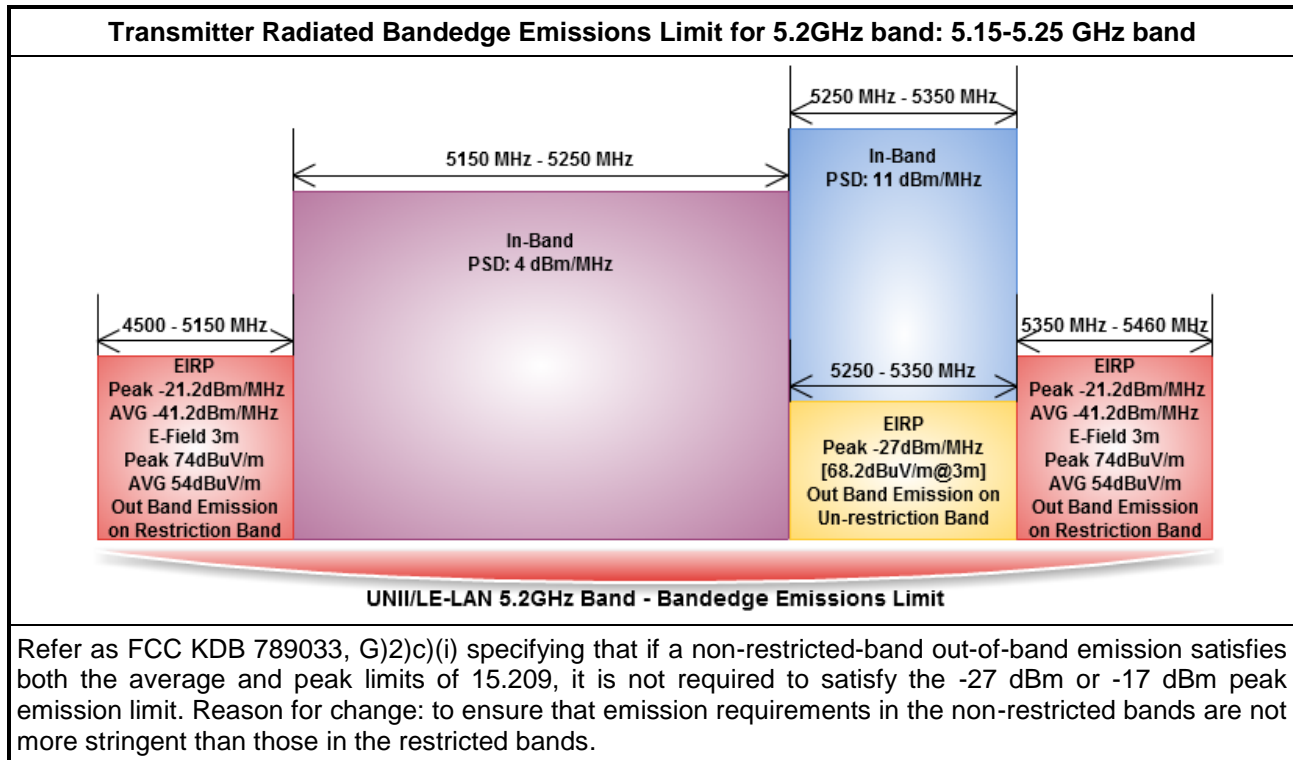 Transmitter Radiated Bandedge Emissions Limit for 5.2GHz band: 5.15-5.25 GHz band
5250 MHz - 5350 MHz
5150 MHz - 5250 MHz
In-Band
PSD: 11 dBm/MHz
In-Band
PSD: 4 dBm/MHz
4500 - 5150 MHz
EIRP
Peak -21.2dBm/MHz
AVG -41.2dBm/MHz
E-Field 3m
Peak 74dBuV/m
AVG 54dBuV/m
Out Band Emission
on Restriction Band
5250 - 5350 MHz
EIRP
Peak -27dBm/MHz
[68.2dBuV/m@3m]
Out Band Emission on
Un-restriction Band
5350 MHz - 5460 MHz
EIRP
Peak -21.2dBm/MHz
AVG -41.2dBm/MHz
E-Field 3m
Peak 74dBuV/m
AVG 54dBuV/m
Out Band Emission
on Restriction Band
UNII/LE-LAN 5.2GHz Band - Bandedge Emissions Limit
Refer as FCC KDB 789033, G)2)c)(i) specifying that if a non-restricted-band out-of-band emission satisfies
both the average and peak limits of 15.209, it is not required to satisfy the -27 dBm or -17 dBm peak
emission limit. Reason for change: to ensure that emission requirements in the non-restricted bands are not
more stringent than those in the restricted bands.